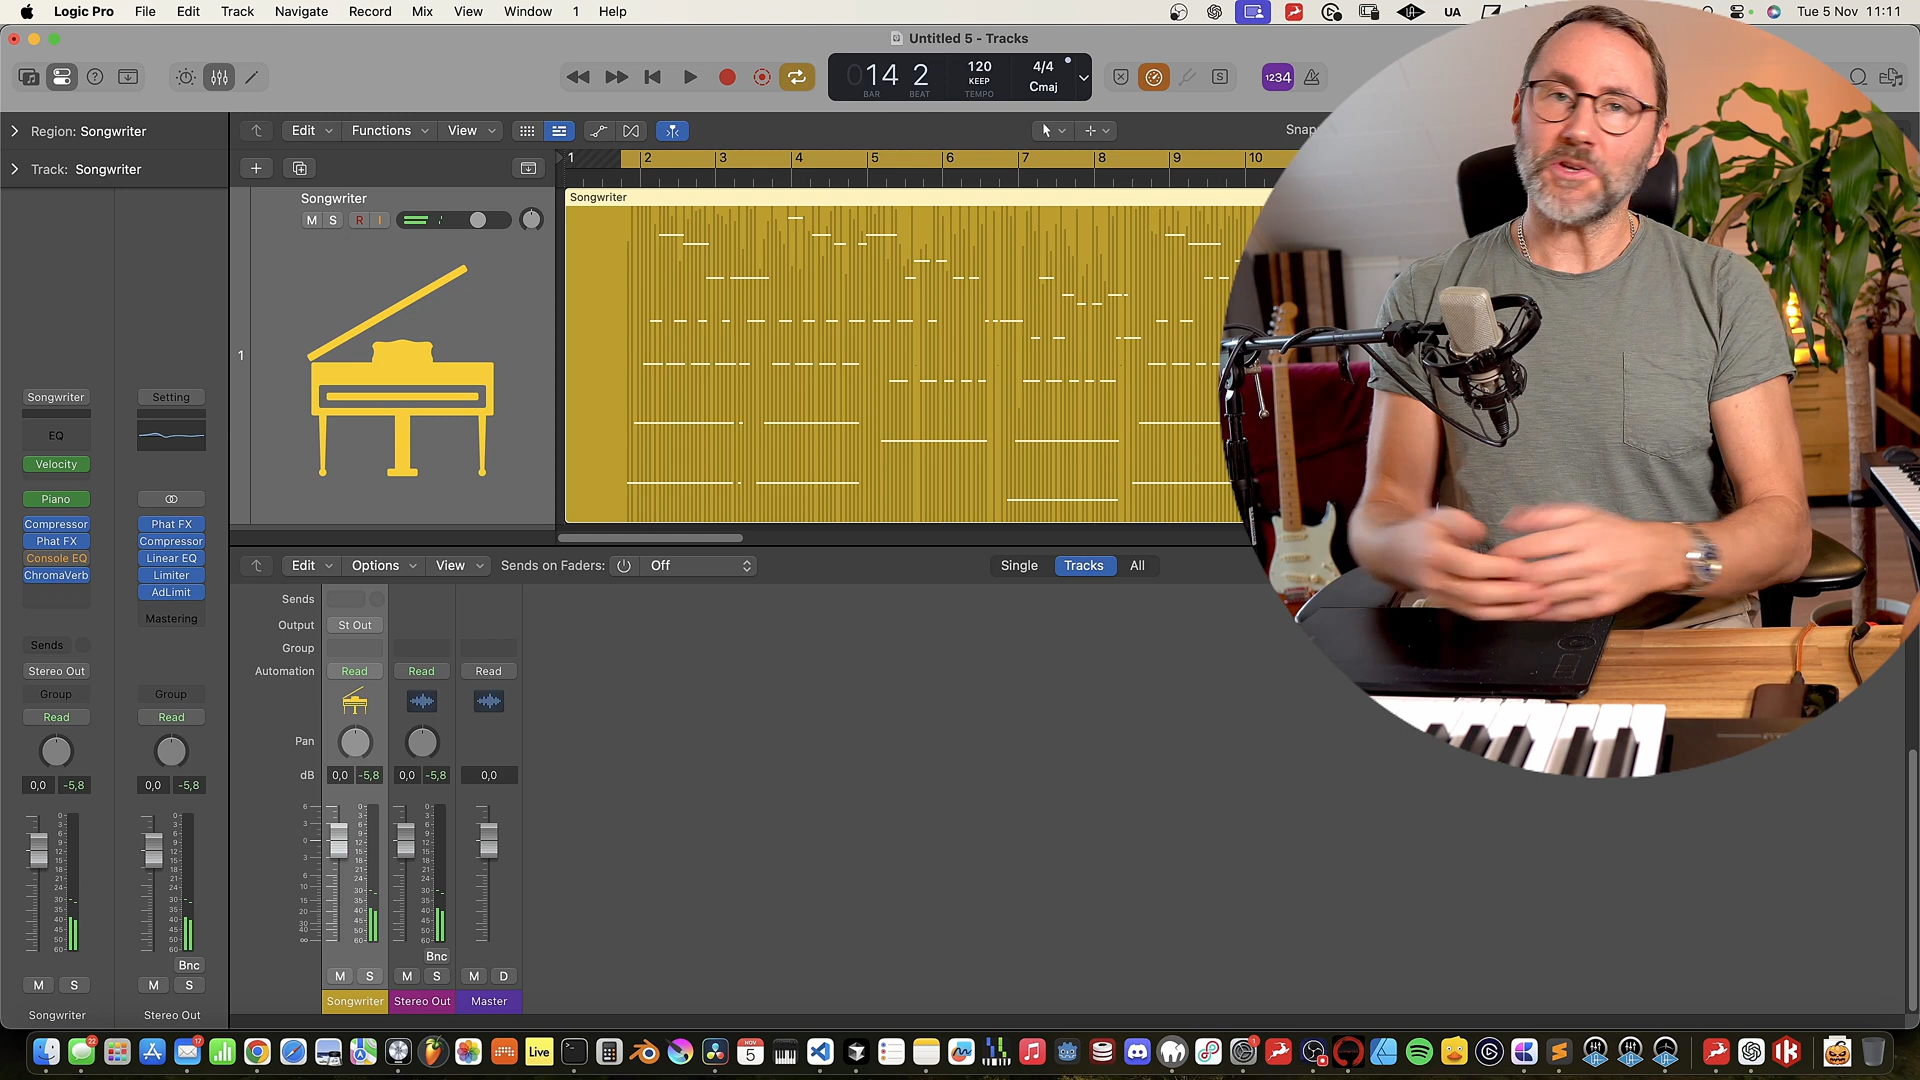 Logic Pro File Edit Track Navigate Record Mix View Window 1 Help
UA
Tue 5 Nov 11:11
Untitled 5 - Tracks
14 2
BAR BEAT
120
KEEP
TEMPO
4/4
Cmaj
S
1234
Region: Songwriter
Track: Songwriter
Edit Functions View
Snap
1 2 3 4 5 6 7 8 9 10
Songwriter
M S R I
1
Songwriter
Songwriter
EQ
Velocity
Piano
Compressor
Phat FX
Console EQ
ChromaVerb
Sends
Stereo Out
Group
Read
0,0 -5,8
M S
Songwriter
Setting
Phat FX
Compressor
Linear EQ
Limiter
AdLimit
Mastering
Group
Read
0,0 -5,8
Bnc
M S
Stereo Out
Edit Options View Sends on Faders: Off
Single Tracks All
Sends
Output St Out
Group
Automation Read Read Read
Pan
dB 0,0 -5,8 0,0 -5,8 0,0
Bnc
M S M S M D
Songwriter Stereo Out Master
22
17
Live
NOV
5
1